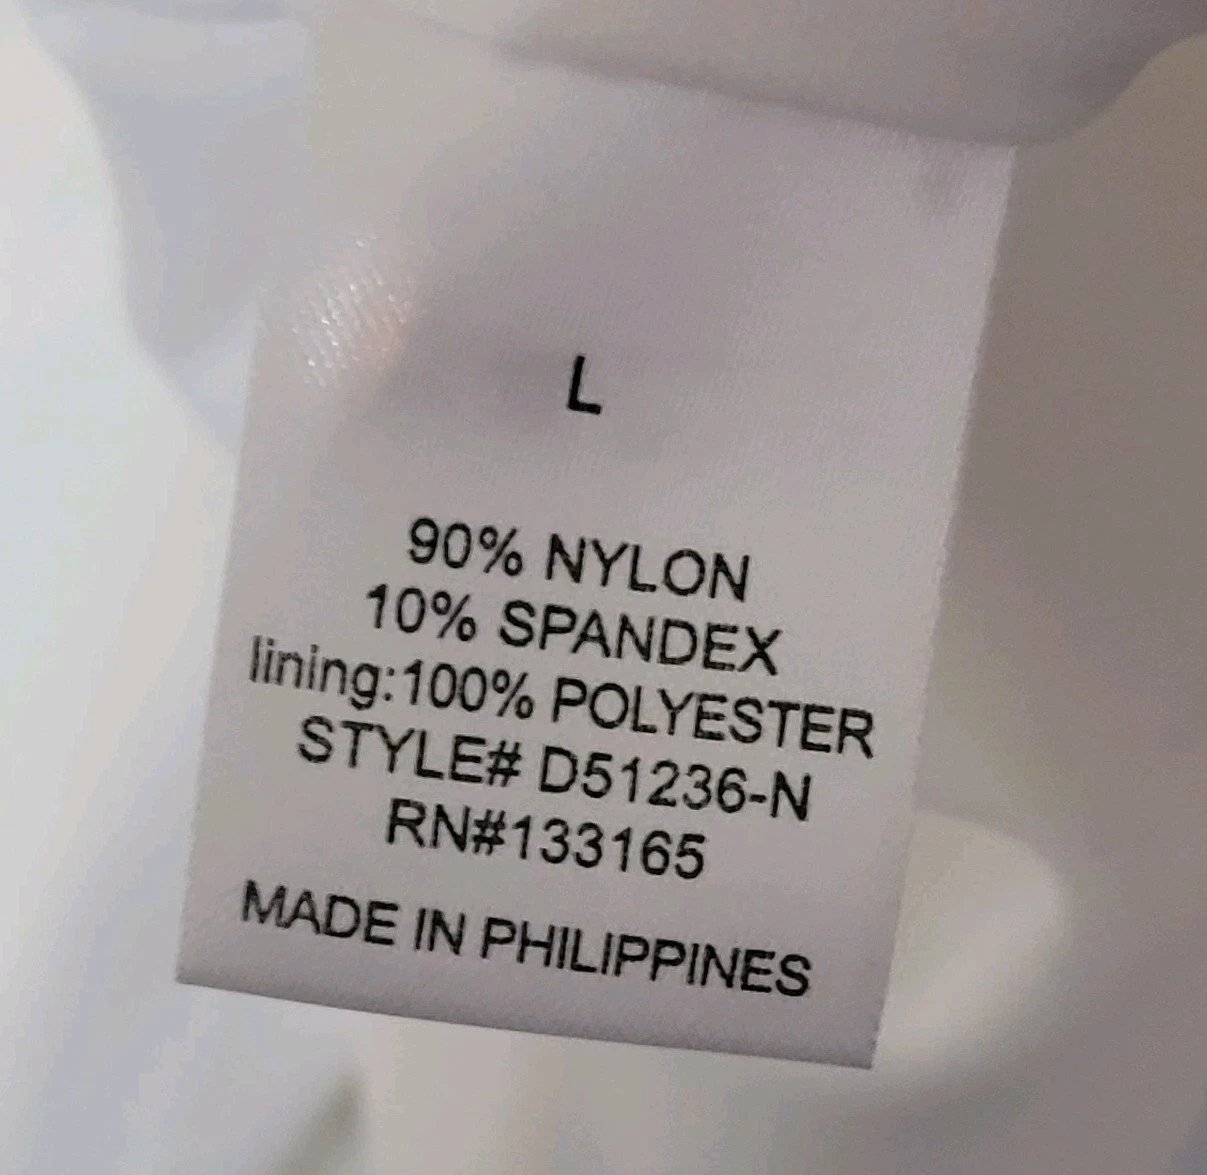 L
90% NYLON
10% SPANDEX
lining:100% POLYESTER
STYLE# D51236-N
RN#133165
MADE IN PHILIPPINES